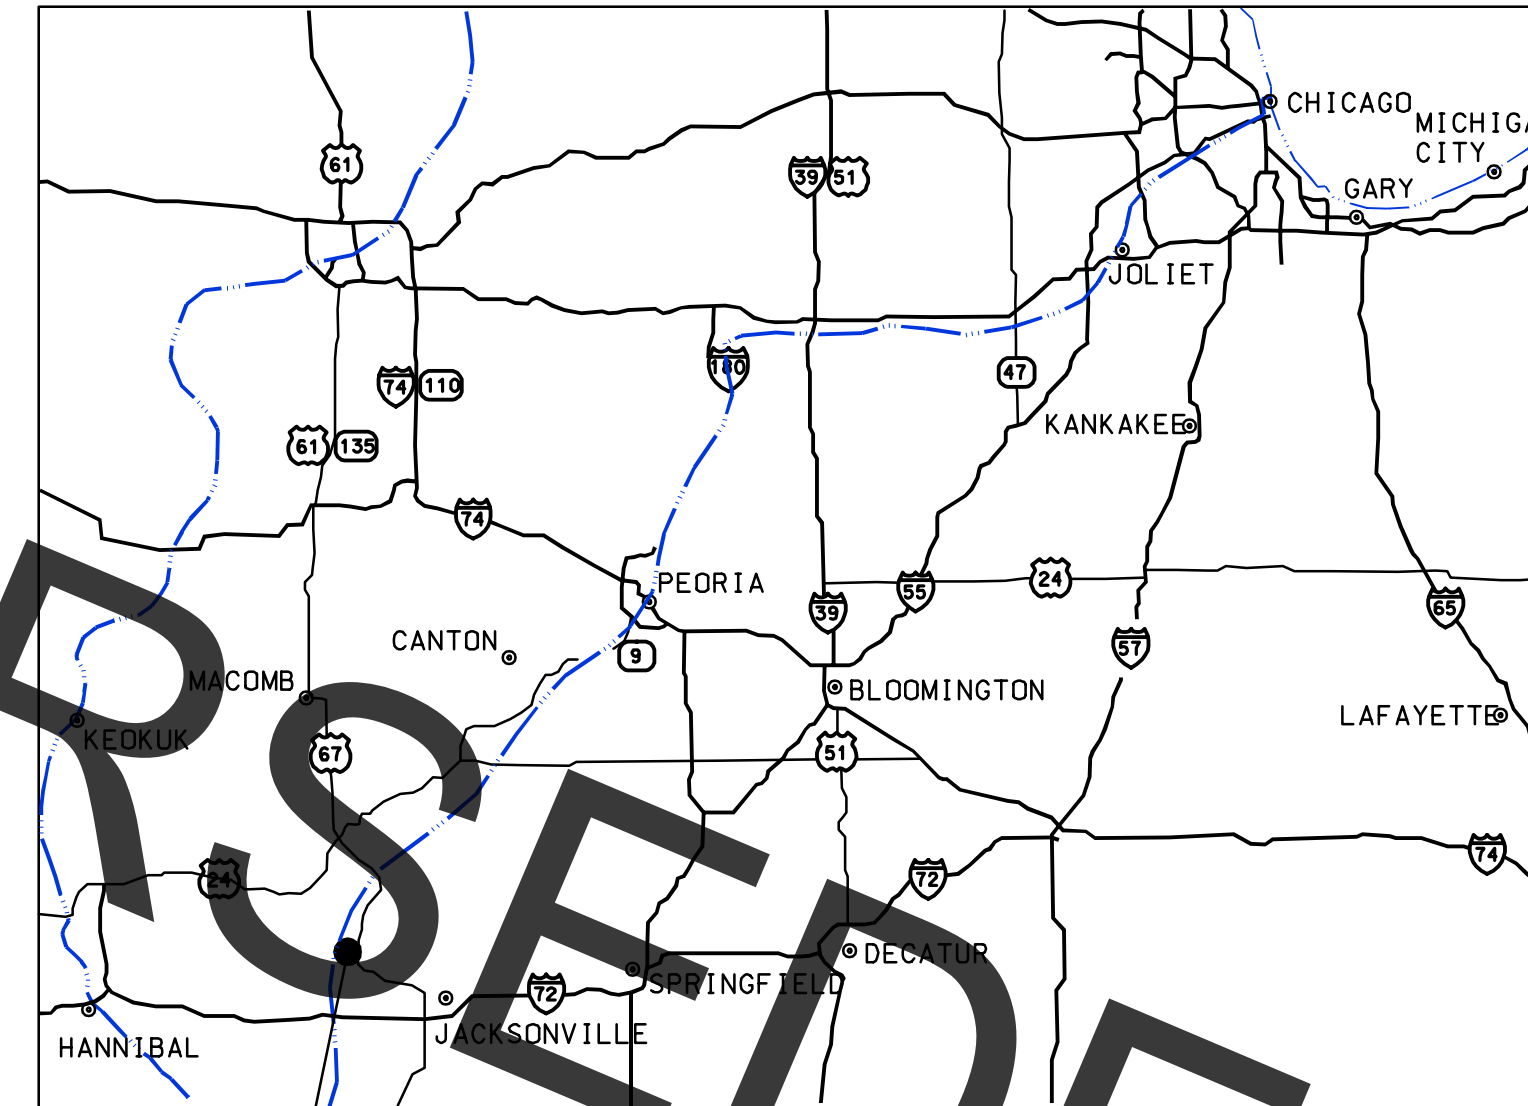 CHICAGO
MICHIGA
CITY
61
39
51
GARY
JOLIET
180
47
74
110
61
135
KANKAKEE
74
PEORIA
39
55
24
65
57
CANTON
9
MACOMB
BLOOMINGTON
LAFAYETTE
KEOKUK
67
51
24
72
74
DECATUR
SPRINGFIELD
72
JACKSONVILLE
HANNIBAL
RSEDE